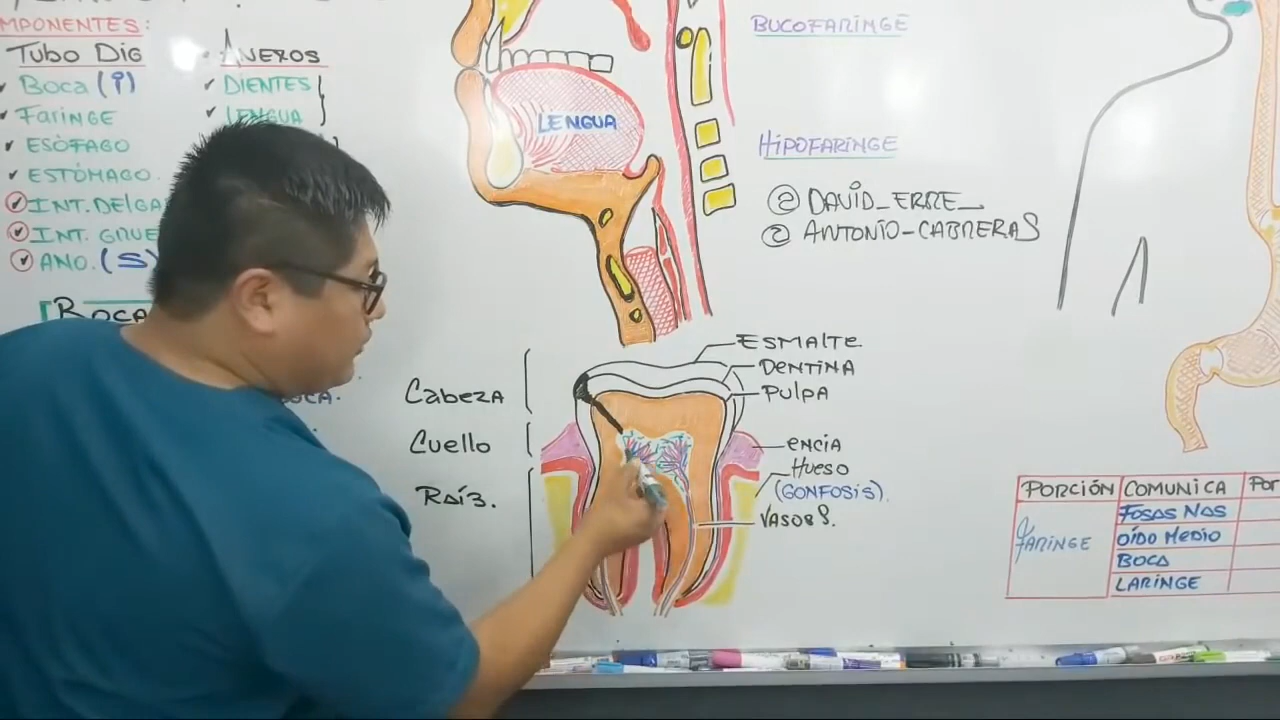 MPONENTES:
TUBO DIG
BOCA (i)
FARINGE
ESÓFAGO
ESTÓMAGO.
INT. DELGA
INT. GRUE
ANO. (S)
BOCA
• ANEXOS
DIENTES
LENGUA
LENGUA
BUCOFARINGE
HIPOFARINGE
@ DAVID_ERRE_
@ ANTONIO-CABRERAS
CABEZA
CUELLO
RAÍZ.
ESMALTE.
DENTINA
PULPA
ENCIA
HUESO
(GONFOSIS).
VASOS S.
PORCIÓN COMUNICA POR
FARINGE
FOSAS NAS
OÍDO MEDIO
BOCA
LARINGE